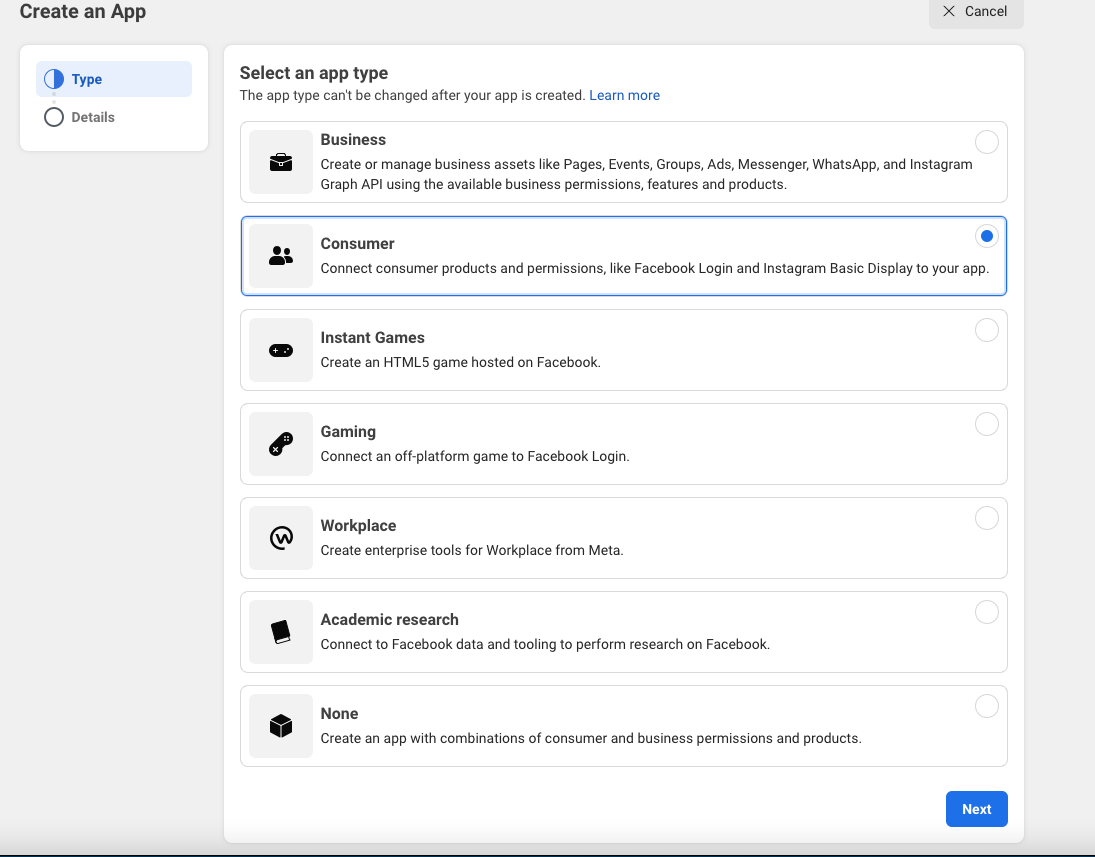 Create an App
Cancel
Type
Details
Select an app type
The app type can't be changed after your app is created. Learn more
Business
Create or manage business assets like Pages, Events, Groups, Ads, Messenger, WhatsApp, and Instagram
Graph API using the available business permissions, features and products.
Consumer
Connect consumer products and permissions, like Facebook Login and Instagram Basic Display to your app.
Instant Games
Create an HTML5 game hosted on Facebook.
Gaming
Connect an off-platform game to Facebook Login.
Workplace
Create enterprise tools for Workplace from Meta.
Academic research
Connect to Facebook data and tooling to perform research on Facebook.
None
Create an app with combinations of consumer and business permissions and products.
Next